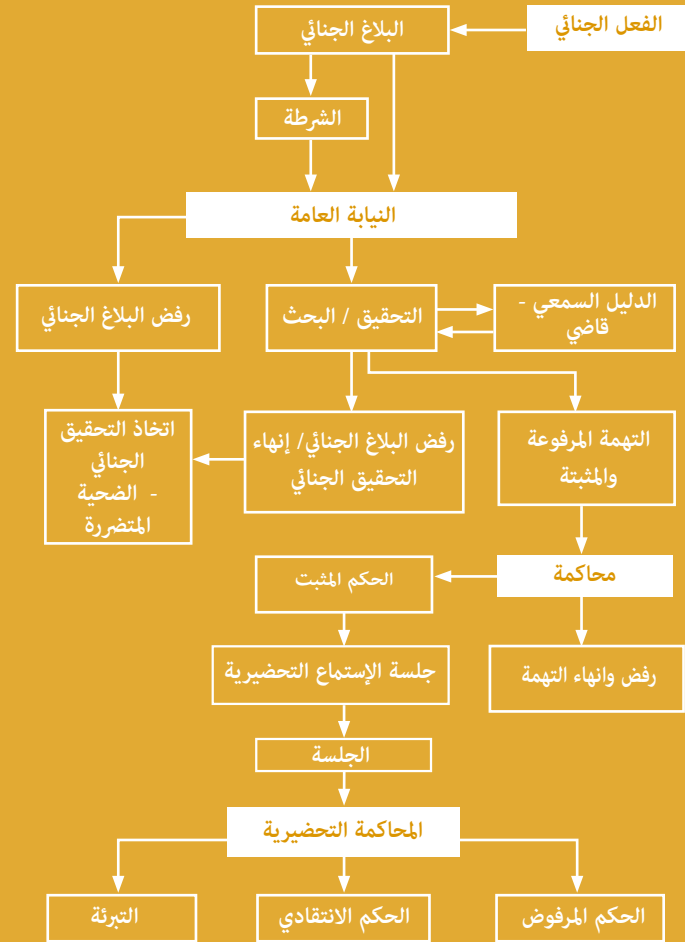 الفعل الجنائي
البلاغ الجنائي
الشرطة
النيابة العامة
الدليل السمعي -
قاضي
التحقيق / البحث
رفض البلاغ الجنائي
التهمة المرفوعة
والمثبتة
رفض البلاغ الجنائي/ إنهاء
التحقيق الجنائي
اتخاذ التحقيق
الجنائي
- الضحية
المتضررة
محاكمة
الحكم المثبت
رفض وانهاء التهمة
جلسة الإستماع التحضيرية
الجلسة
المحاكمة التحضيرية
الحكم المرفوض
الحكم الانتقادي
التبرئة